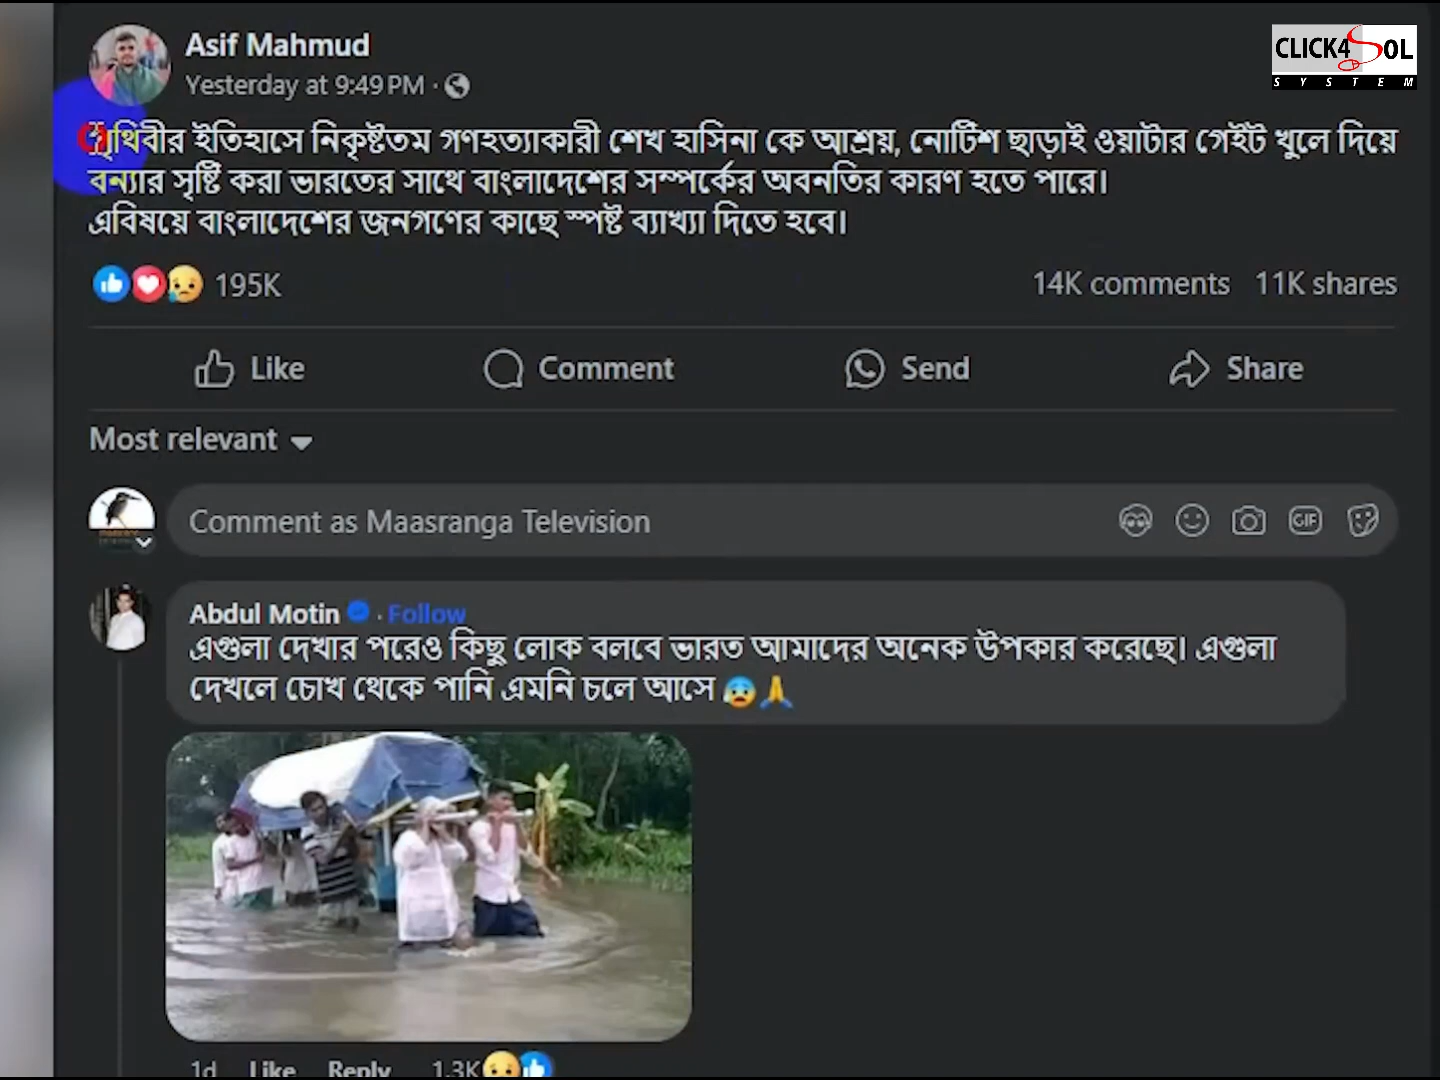 Asif Mahmud
Yesterday at 9:49 PM ·
CLICK4SOL
SYSTEM
পৃথিবীর ইতিহাসে নিকৃষ্টতম গণহত্যাকারী শেখ হাসিনা কে আশ্রয়, নোটিশ ছাড়াই ওয়াটার গেইট খুলে দিয়ে
বন্যার সৃষ্টি করা ভারতের সাথে বাংলাদেশের সম্পর্কের অবনতির কারণ হতে পারে।
এবিষয়ে বাংলাদেশের জনগণের কাছে স্পষ্ট ব্যাখ্যা দিতে হবে।
195K 14K comments 11K shares
Like Comment Send Share
Most relevant
Comment as Maasranga Television
GIF
Abdul Motin · Follow
এগুলা দেখার পরেও কিছু লোক বলবে ভারত আমাদের অনেক উপকার করেছে। এগুলা
দেখলে চোখ থেকে পানি এমনি চলে আসে 😰🙏
1d Like Reply 1.3K